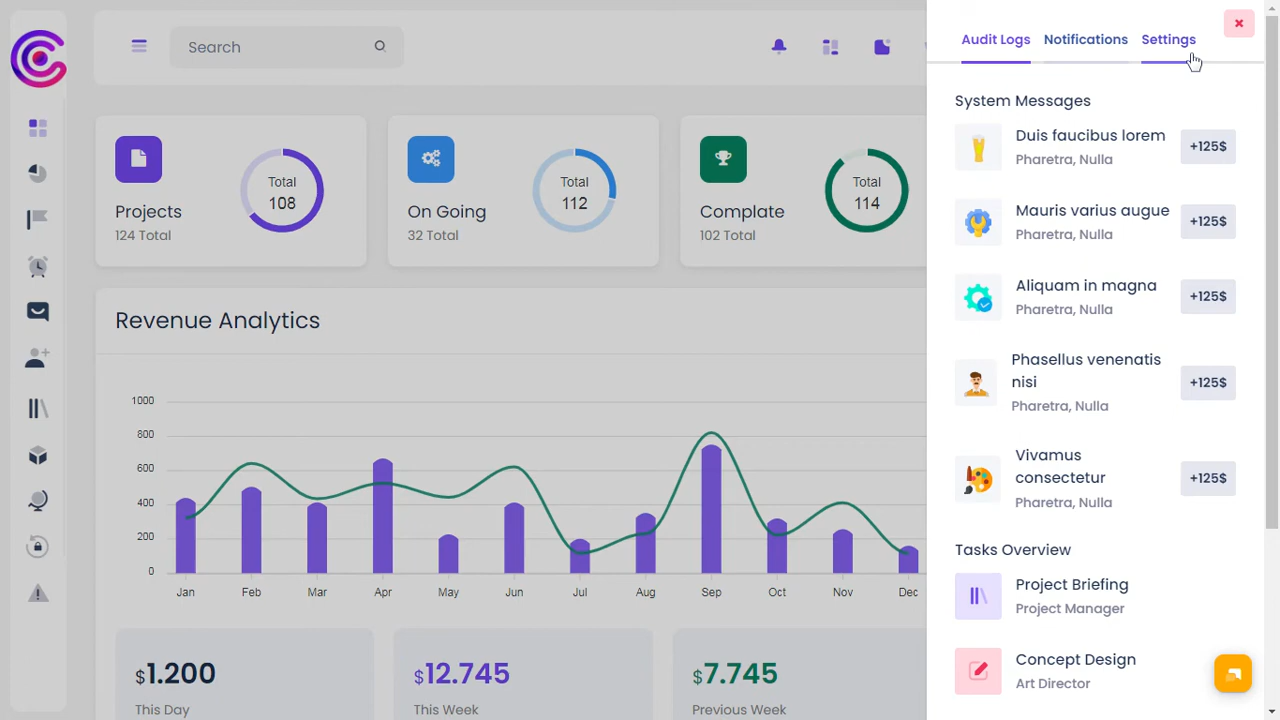 Search
Audit Logs
Notifications
Settings
Projects
124 Total
Total
108
On Going
32 Total
Total
112
Complate
102 Total
Total
114
Revenue Analytics
1000
800
600
400
200
0
Jan Feb Mar Apr May Jun Jul Aug Sep Oct Nov Dec
$1.200
This Day
$12.745
This Week
$7.745
Previous Week
System Messages
Duis faucibus lorem
Pharetra, Nulla
+125$
Mauris varius augue
Pharetra, Nulla
+125$
Aliquam in magna
Pharetra, Nulla
+125$
Phasellus venenatis
nisi
Pharetra, Nulla
+125$
Vivamus
consectetur
Pharetra, Nulla
+125$
Tasks Overview
Project Briefing
Project Manager
Concept Design
Art Director